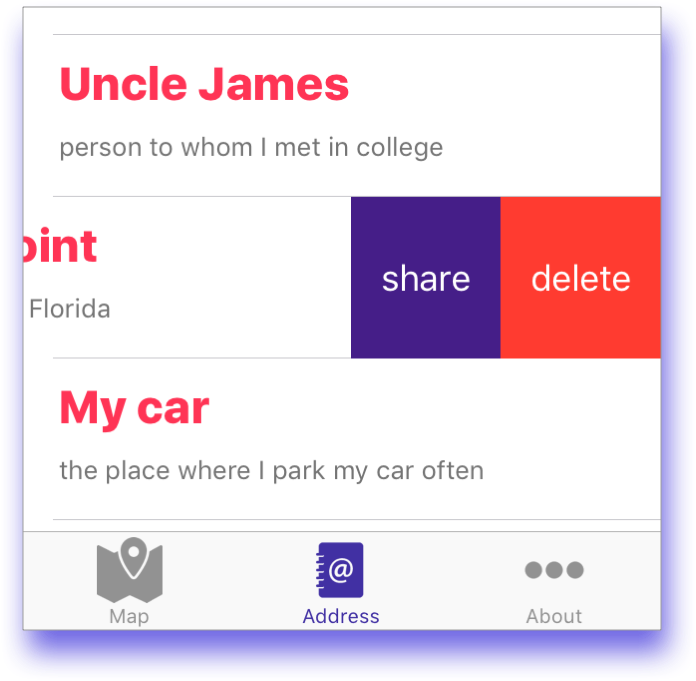 Uncle James
person to whom I met in college
oint
Florida
share
delete
My car
the place where I park my car often
@
Map
Address
About